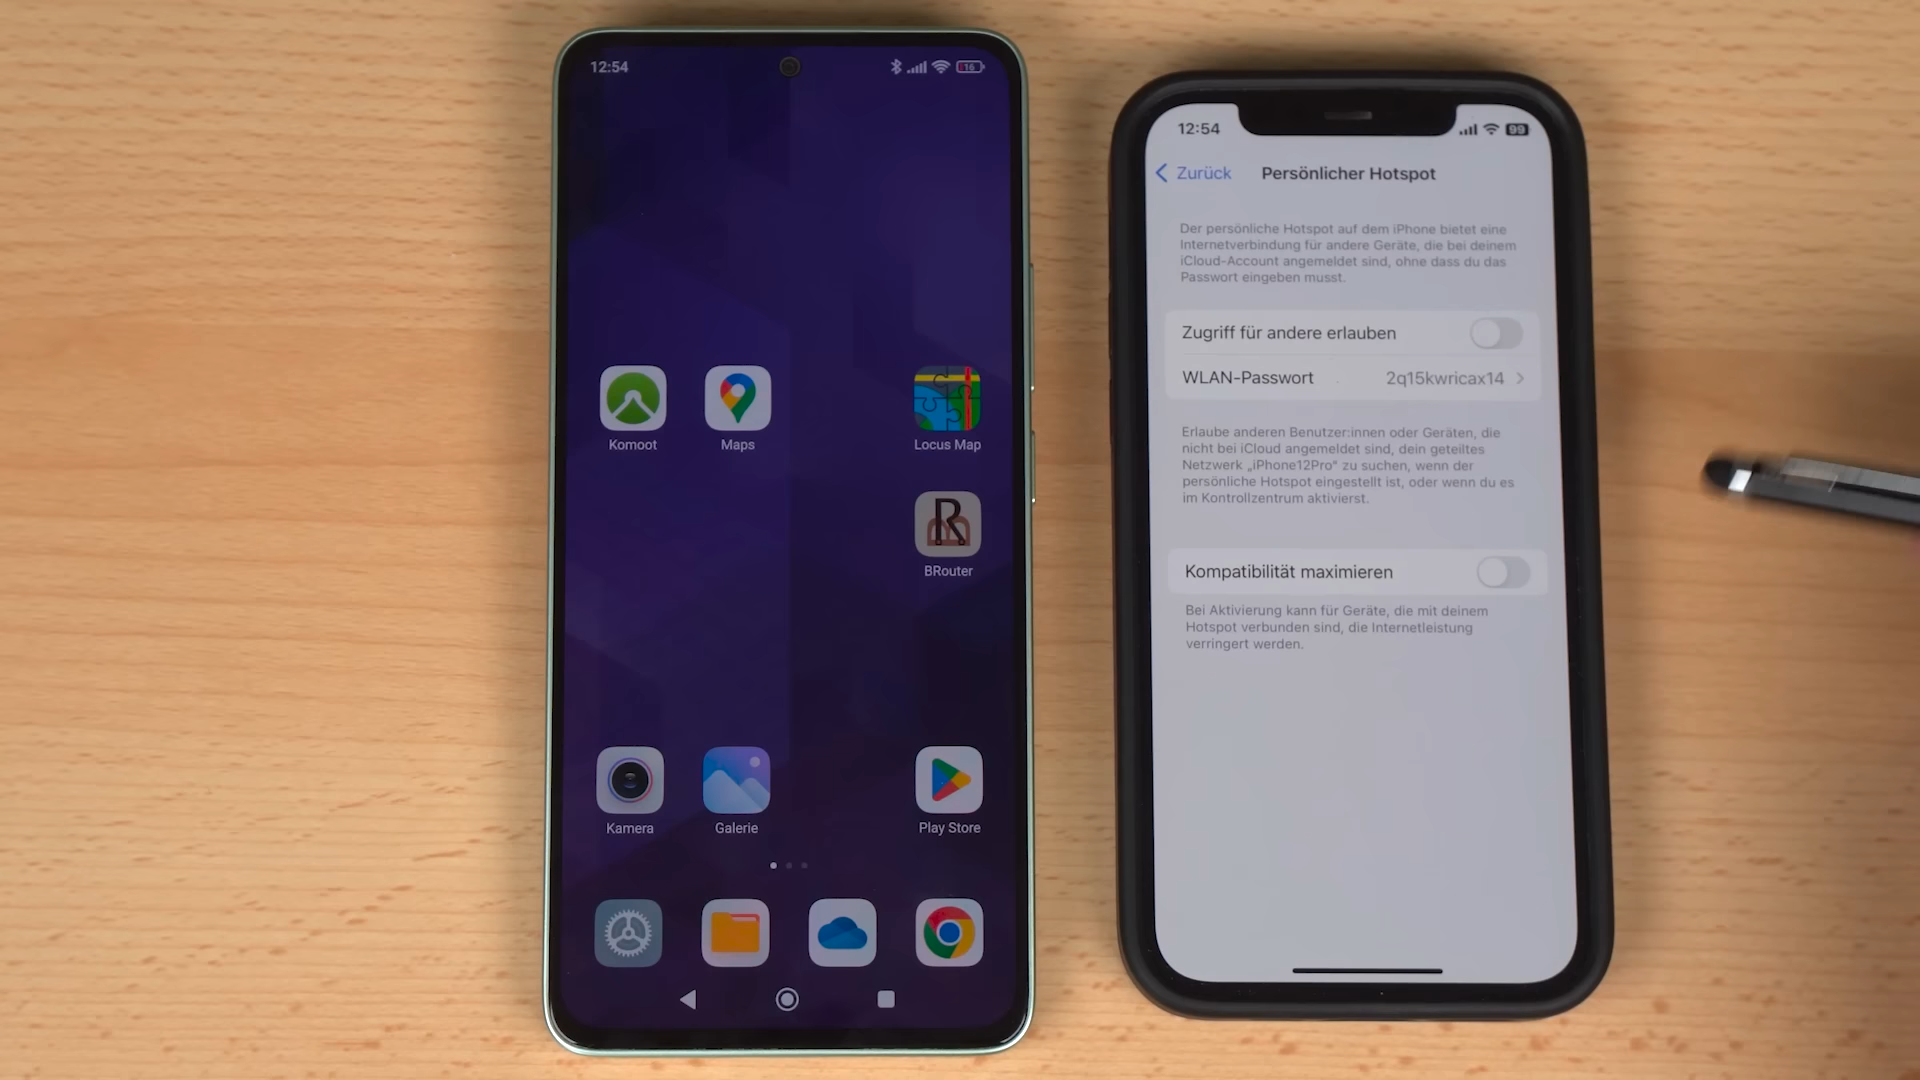 12:54
16
Komoot
Maps
Locus Map
R
BRouter
Kamera
Galerie
Play Store
12:54
99
Zurück
Persönlicher Hotspot
Der persönliche Hotspot auf dem iPhone bietet eine
Internetverbindung für andere Geräte, die bei deinem
iCloud-Account angemeldet sind, ohne dass du das
Passwort eingeben musst.
Zugriff für andere erlauben
WLAN-Passwort 2q15kwricax14
Erlaube anderen Benutzer:innen oder Geräten, die
nicht bei iCloud angemeldet sind, dein geteiltes
Netzwerk „iPhone12Pro“ zu suchen, wenn der
persönliche Hotspot eingestellt ist, oder wenn du es
im Kontrollzentrum aktivierst.
Kompatibilität maximieren
Bei Aktivierung kann für Geräte, die mit deinem
Hotspot verbunden sind, die Internetleistung
verringert werden.